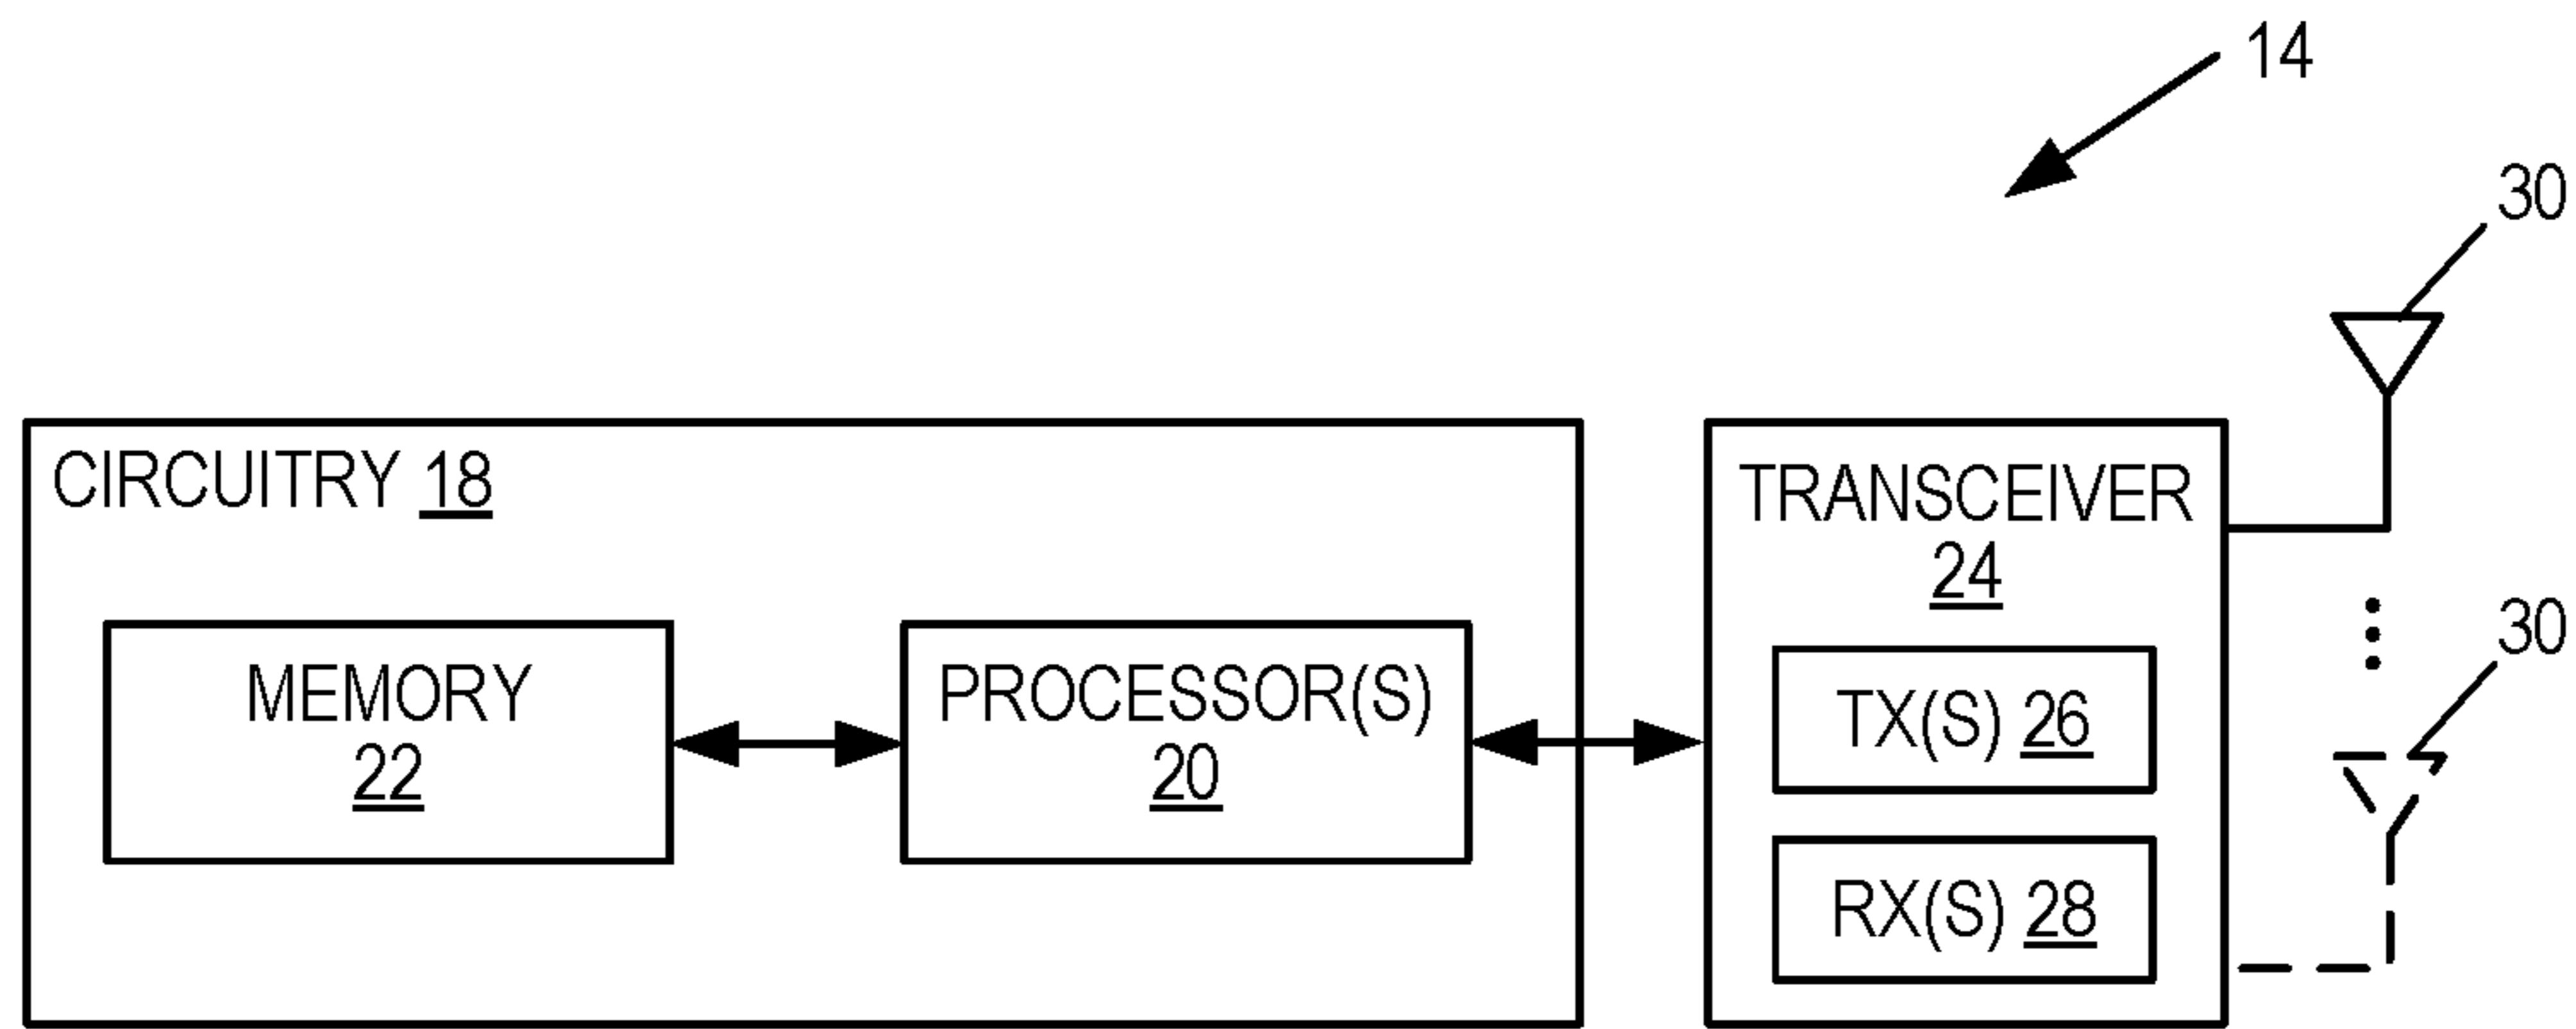 14
30
CIRCUITRY 18
TRANSCEIVER
24
30
MEMORY
22
PROCESSOR(S)
20
TX(S) 26
RX(S) 28